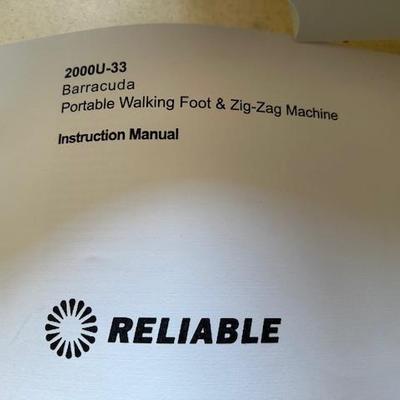 2000U-33
Barracuda
Portable Walking Foot & Zig-Zag Machine
Instruction Manual
RELIABLE